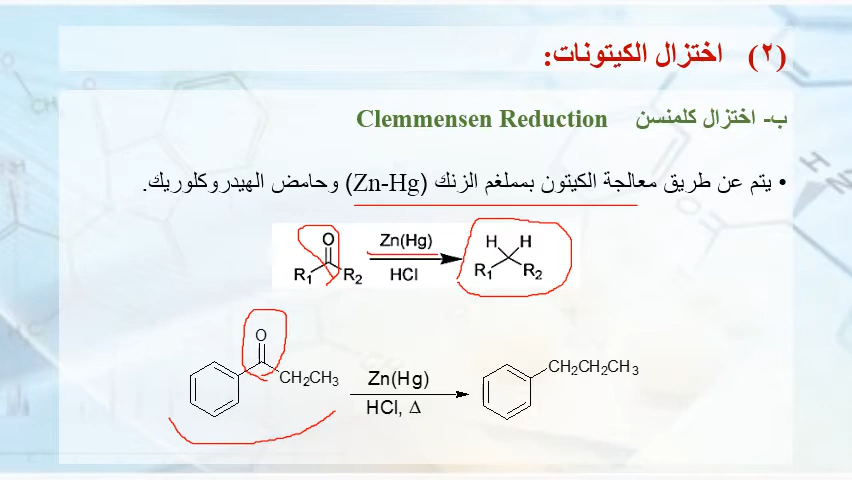 (٢) اختزال الكيتونات:
ب- اختزال كلمنسن Clemmensen Reduction
• يتم عن طريق معالجة الكيتون بمملغم الزنك (Zn-Hg) وحامض الهيدروكلوريك.
O Zn(Hg) H H
R1 R2 HCl R1 R2
O
CH2CH3 Zn(Hg) CH2CH2CH3
HCl, Δ